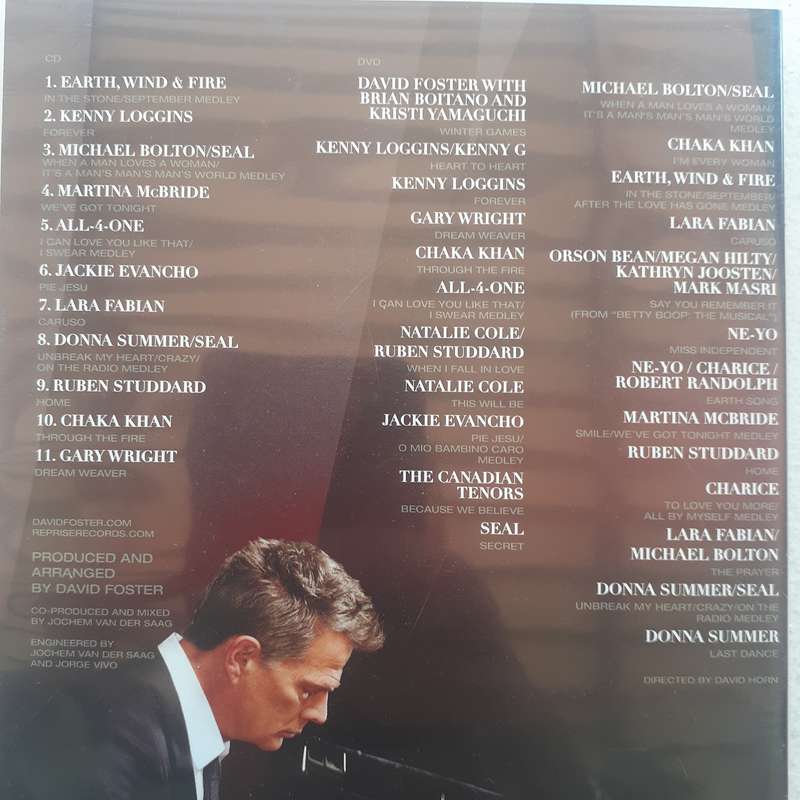 CD
1. EARTH, WIND & FIRE
IN THE STONE/SEPTEMBER MEDLEY
2. KENNY LOGGINS
FOREVER
3. MICHAEL BOLTON/SEAL
WHEN A MAN LOVES A WOMAN/
IT'S A MAN'S MAN'S MAN'S WORLD MEDLEY
4. MARTINA McBRIDE
WE'VE GOT TONIGHT
5. ALL-4-ONE
I CAN LOVE YOU LIKE THAT/
I SWEAR MEDLEY
6. JACKIE EVANCHO
PIE JESU
7. LARA FABIAN
CARUSO
8. DONNA SUMMER/SEAL
UNBREAK MY HEART/CRAZY/
ON THE RADIO MEDLEY
9. RUBEN STUDDARD
HOME
10. CHAKA KHAN
THROUGH THE FIRE
11. GARY WRIGHT
DREAM WEAVER
DAVIDFOSTER.COM
REPRISERECORDS.COM
PRODUCED AND
ARRANGED
BY DAVID FOSTER
CO-PRODUCED AND MIXED
BY JOCHEM VAN DER SAAG
ENGINEERED BY
JOCHEM VAN DER SAAG
AND JORGE VIVO
DVD
DAVID FOSTER WITH
BRIAN BOITANO AND
KRISTI YAMAGUCHI
WINTER GAMES
KENNY LOGGINS/KENNY G
HEART TO HEART
KENNY LOGGINS
FOREVER
GARY WRIGHT
DREAM WEAVER
CHAKA KHAN
THROUGH THE FIRE
ALL-4-ONE
I CAN LOVE YOU LIKE THAT/
I SWEAR MEDLEY
NATALIE COLE/
RUBEN STUDDARD
WHEN I FALL IN LOVE
NATALIE COLE
THIS WILL BE
JACKIE EVANCHO
PIE JESU/
O MIO BAMBINO CARO
MEDLEY
THE CANADIAN
TENORS
BECAUSE WE BELIEVE
SEAL
SECRET
MICHAEL BOLTON/SEAL
WHEN A MAN LOVES A WOMAN/
IT'S A MAN'S MAN'S MAN'S WORLD
MEDLEY
CHAKA KHAN
I'M EVERY WOMAN
EARTH, WIND & FIRE
IN THE STONE/SEPTEMBER/
AFTER THE LOVE HAS GONE MEDLEY
LARA FABIAN
CARUSO
ORSON BEAN/MEGAN HILTY/
KATHRYN JOOSTEN/
MARK MASRI
SAY YOU REMEMBER IT
(FROM "BETTY BOOP: THE MUSICAL")
NE-YO
MISS INDEPENDENT
NE-YO / CHARICE /
ROBERT RANDOLPH
EARTH SONG
MARTINA MCBRIDE
SMILE/WE'VE GOT TONIGHT MEDLEY
RUBEN STUDDARD
HOME
CHARICE
TO LOVE YOU MORE/
ALL BY MYSELF MEDLEY
LARA FABIAN/
MICHAEL BOLTON
THE PRAYER
DONNA SUMMER/SEAL
UNBREAK MY HEART/CRAZY/ON THE
RADIO MEDLEY
DONNA SUMMER
LAST DANCE
DIRECTED BY DAVID HORN